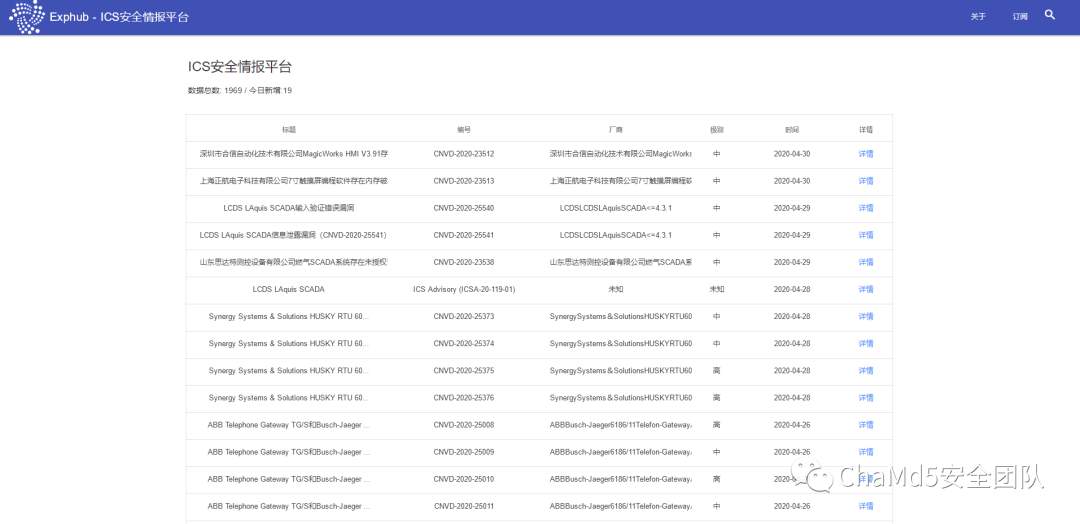 Exphub - ICS安全情报平台 关于 订阅
ICS安全情报平台
数据总数: 1969 / 今日新增:19
标题 编号 厂商 级别 时间 详情
深圳市合信自动化技术有限公司MagicWorks HMI V3.91存 CNVD-2020-23512 深圳市合信自动化技术有限公司MagicWorks 中 2020-04-30 详情
上海正航电子科技有限公司7寸触摸屏编程软件存在内存破 CNVD-2020-23513 上海正航电子科技有限公司7寸触摸屏编程软 中 2020-04-30 详情
LCDS LAquis SCADA输入验证错误漏洞 CNVD-2020-25540 LCDSLCDSLAquisSCADA<=4.3.1 中 2020-04-29 详情
LCDS LAquis SCADA信息泄露漏洞（CNVD-2020-25541） CNVD-2020-25541 LCDSLCDSLAquisSCADA<=4.3.1 中 2020-04-29 详情
山东思达特测控设备有限公司燃气SCADA系统存在未授权 CNVD-2020-23538 山东思达特测控设备有限公司燃气SCADA系 中 2020-04-29 详情
LCDS LAquis SCADA ICS Advisory (ICSA-20-119-01) 未知 未知 2020-04-28 详情
Synergy Systems & Solutions HUSKY RTU 60... CNVD-2020-25373 SynergySystems&SolutionsHUSKYRTU60 中 2020-04-28 详情
Synergy Systems & Solutions HUSKY RTU 60... CNVD-2020-25374 SynergySystems&SolutionsHUSKYRTU60 中 2020-04-28 详情
Synergy Systems & Solutions HUSKY RTU 60... CNVD-2020-25375 SynergySystems&SolutionsHUSKYRTU60 高 2020-04-28 详情
Synergy Systems & Solutions HUSKY RTU 60... CNVD-2020-25376 SynergySystems&SolutionsHUSKYRTU60 高 2020-04-28 详情
ABB Telephone Gateway TG/S和Busch-Jaeger ... CNVD-2020-25008 ABBBusch-Jaeger6186/11Telefon-Gateway 高 2020-04-26 详情
ABB Telephone Gateway TG/S和Busch-Jaeger ... CNVD-2020-25009 ABBBusch-Jaeger6186/11Telefon-Gateway 中 2020-04-26 详情
ABB Telephone Gateway TG/S和Busch-Jaeger ... CNVD-2020-25010 ABBBusch-Jaeger6186/11Telefon-Gateway 高
ChaMd5安全团队
ABB Telephone Gateway TG/S和Busch-Jaeger ... CNVD-2020-25011 ABBBusch-Jaeger6186/11Telefon-Gateway 中 2020-04-26 详情